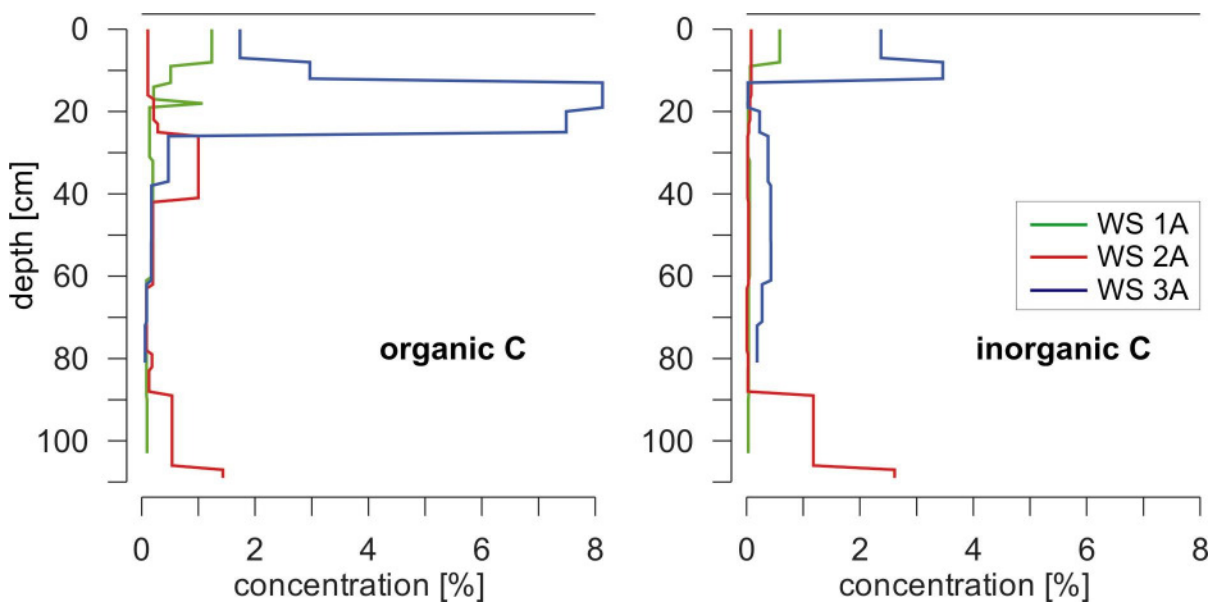 0
20
40
60
80
100
depth [cm]
organic C
0 2 4 6 8
concentration [%]
0
20
40
60
80
100
WS 1A
WS 2A
WS 3A
inorganic C
0 2 4 6 8
concentration [%]